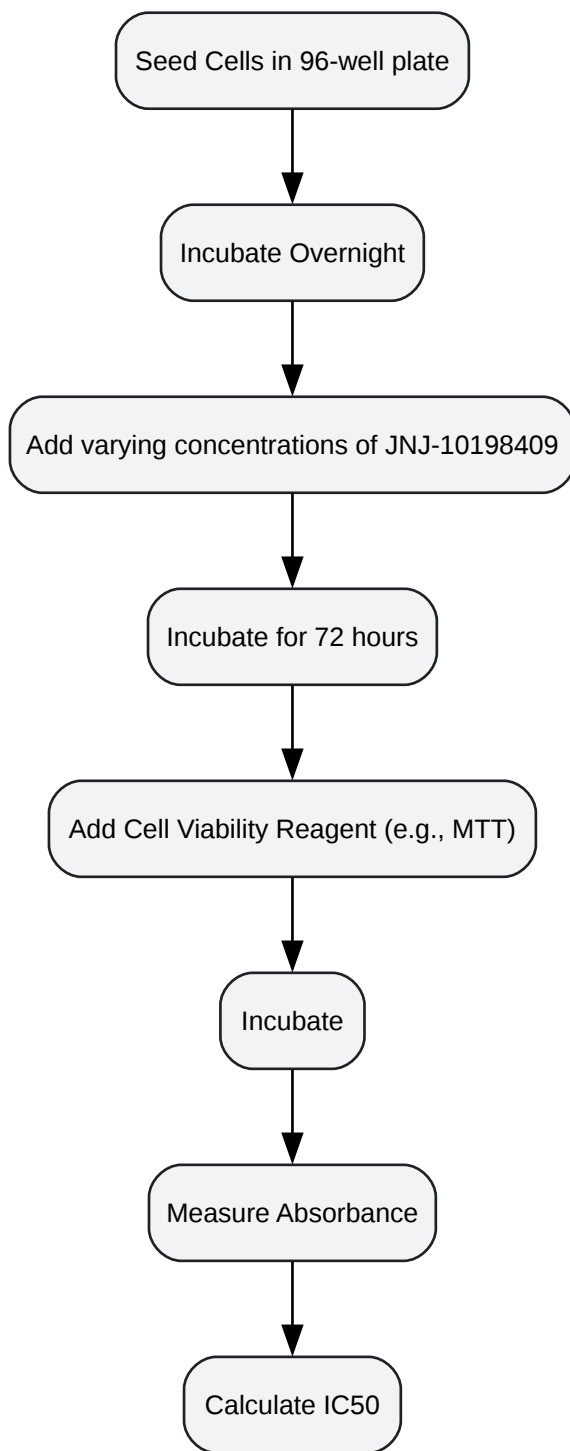 Seed Cells in 96-well plate
Incubate Overnight
Add varying concentrations of JNJ-10198409
Incubate for 72 hours
Add Cell Viability Reagent (e.g., MTT)
Incubate
Measure Absorbance
Calculate IC50